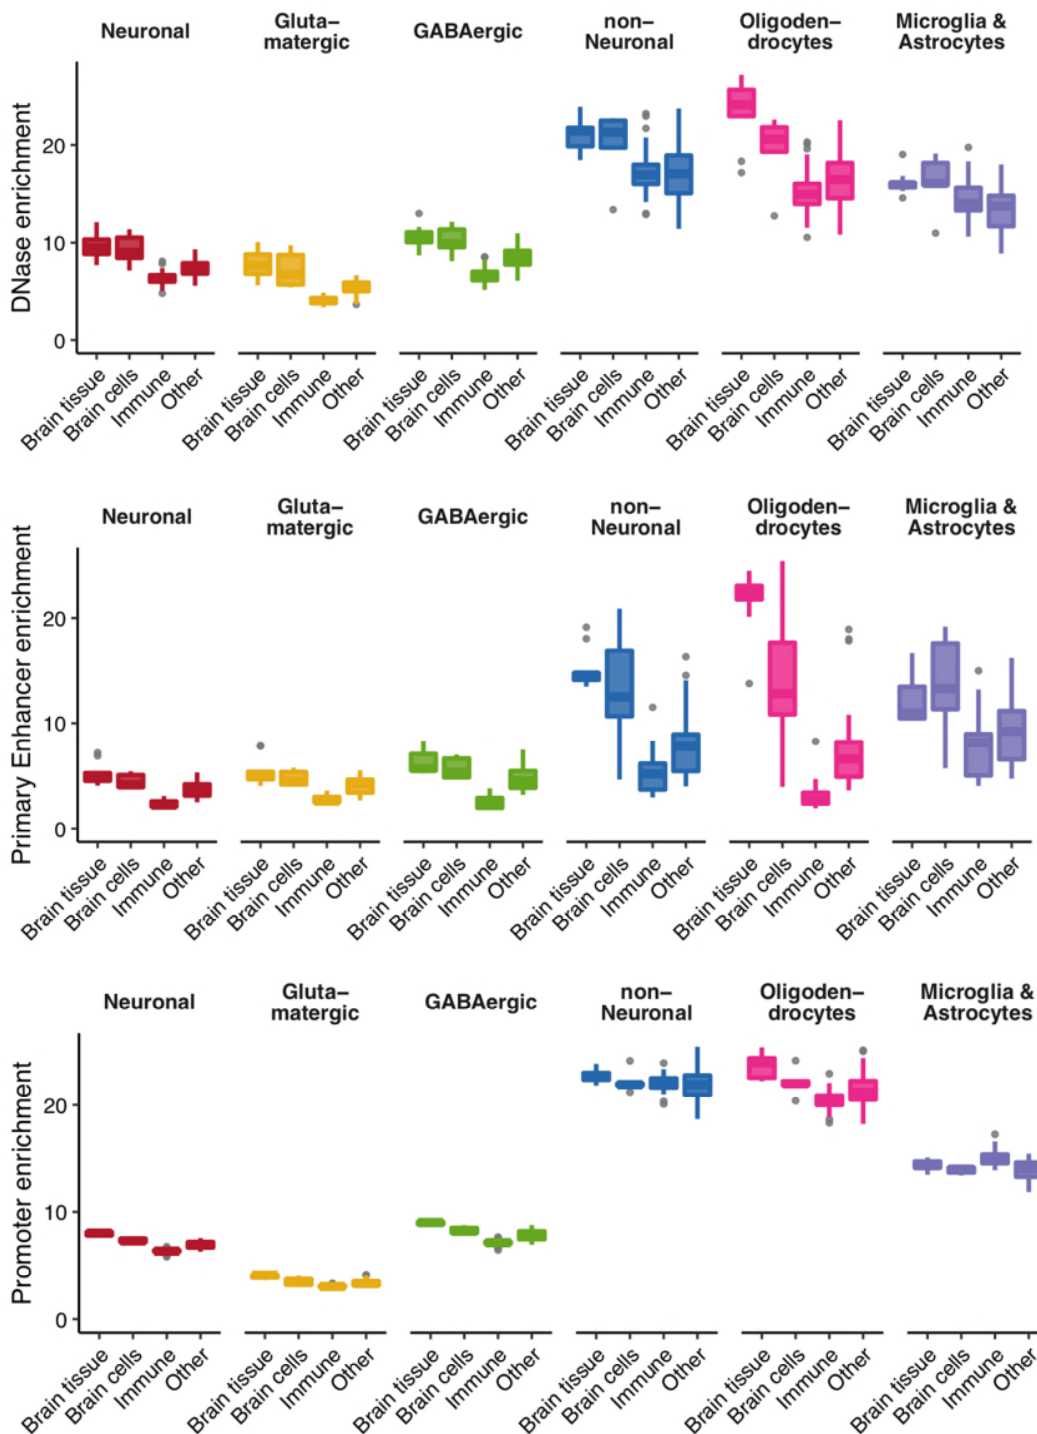 Neuronal
Gluta–
matergic
GABAergic
non–
Neuronal
Oligoden–
drocytes
Microglia &
Astrocytes
DNase enrichment
20
10
0
Brain tissue
Brain cells
Immune
Other
Brain tissue
Brain cells
Immune
Other
Brain tissue
Brain cells
Immune
Other
Brain tissue
Brain cells
Immune
Other
Brain tissue
Brain cells
Immune
Other
Brain tissue
Brain cells
Immune
Other
Neuronal
Gluta–
matergic
GABAergic
non–
Neuronal
Oligoden–
drocytes
Microglia &
Astrocytes
Primary Enhancer enrichment
20
10
0
Brain tissue
Brain cells
Immune
Other
Brain tissue
Brain cells
Immune
Other
Brain tissue
Brain cells
Immune
Other
Brain tissue
Brain cells
Immune
Other
Brain tissue
Brain cells
Immune
Other
Brain tissue
Brain cells
Immune
Other
Neuronal
Gluta–
matergic
GABAergic
non–
Neuronal
Oligoden–
drocytes
Microglia &
Astrocytes
Promoter enrichment
20
10
0
Brain tissue
Brain cells
Immune
Other
Brain tissue
Brain cells
Immune
Other
Brain tissue
Brain cells
Immune
Other
Brain tissue
Brain cells
Immune
Other
Brain tissue
Brain cells
Immune
Other
Brain tissue
Brain cells
Immune
Other